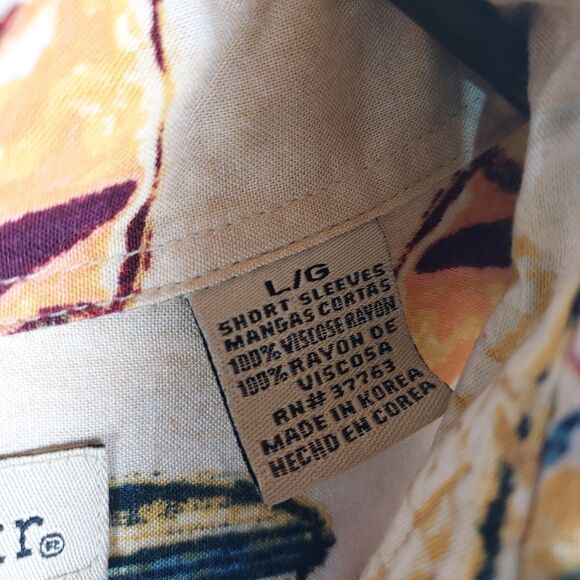 L/G
SHORT SLEEVES
MANGAS CORTAS
100% VISCOSE RAYON
100% RAYON DE
VISCOSA
RN# 37763
MADE IN KOREA
HECHO EN COREA
r®